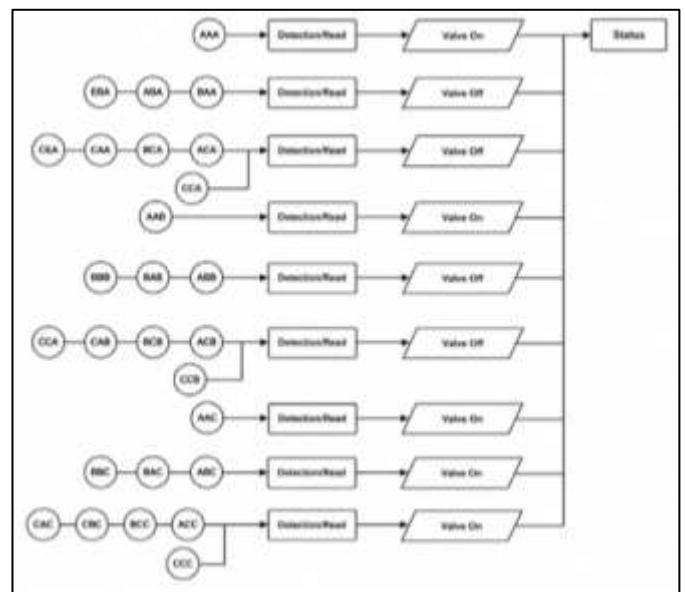 AAA Detection/Read Valve On Status
BBA ABA BAA Detection/Read Valve Off
CAA BCA ACA Detection/Read Valve Off
CCA
AAB Detection/Read Valve On
BBB BAB ABB Detection/Read Valve Off
CCA CAB BCB ACB Detection/Read Valve Off
CCB
AAC Detection/Read Valve On
BBC BAC ABC Detection/Read Valve On
CAC CBC BCC ACC Detection/Read Valve On
CCC